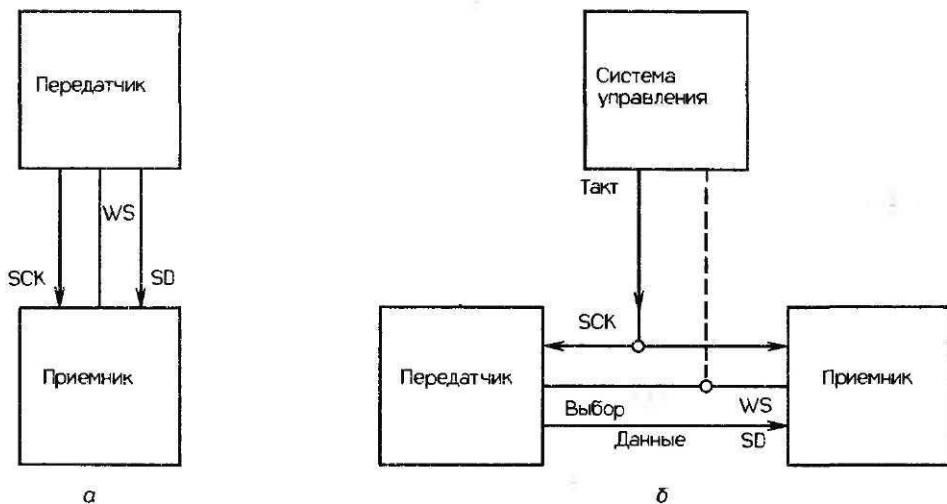 Передатчик
WS
SCK
SD
Приемник
а
Система
управления
Такт
SCK
Передатчик
Приемник
Выбор
WS
Данные
SD
б